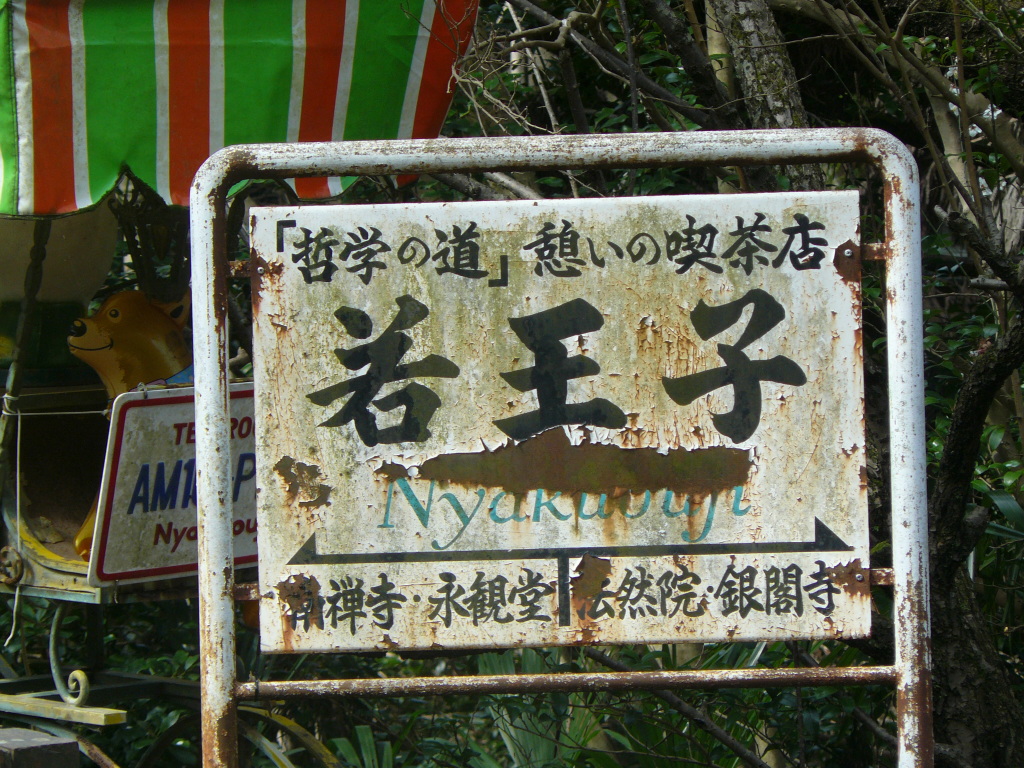 「哲学の道」憩いの喫茶店
若王子
Nyakuouji
禅寺・永観堂 法然院・銀閣寺
AM10